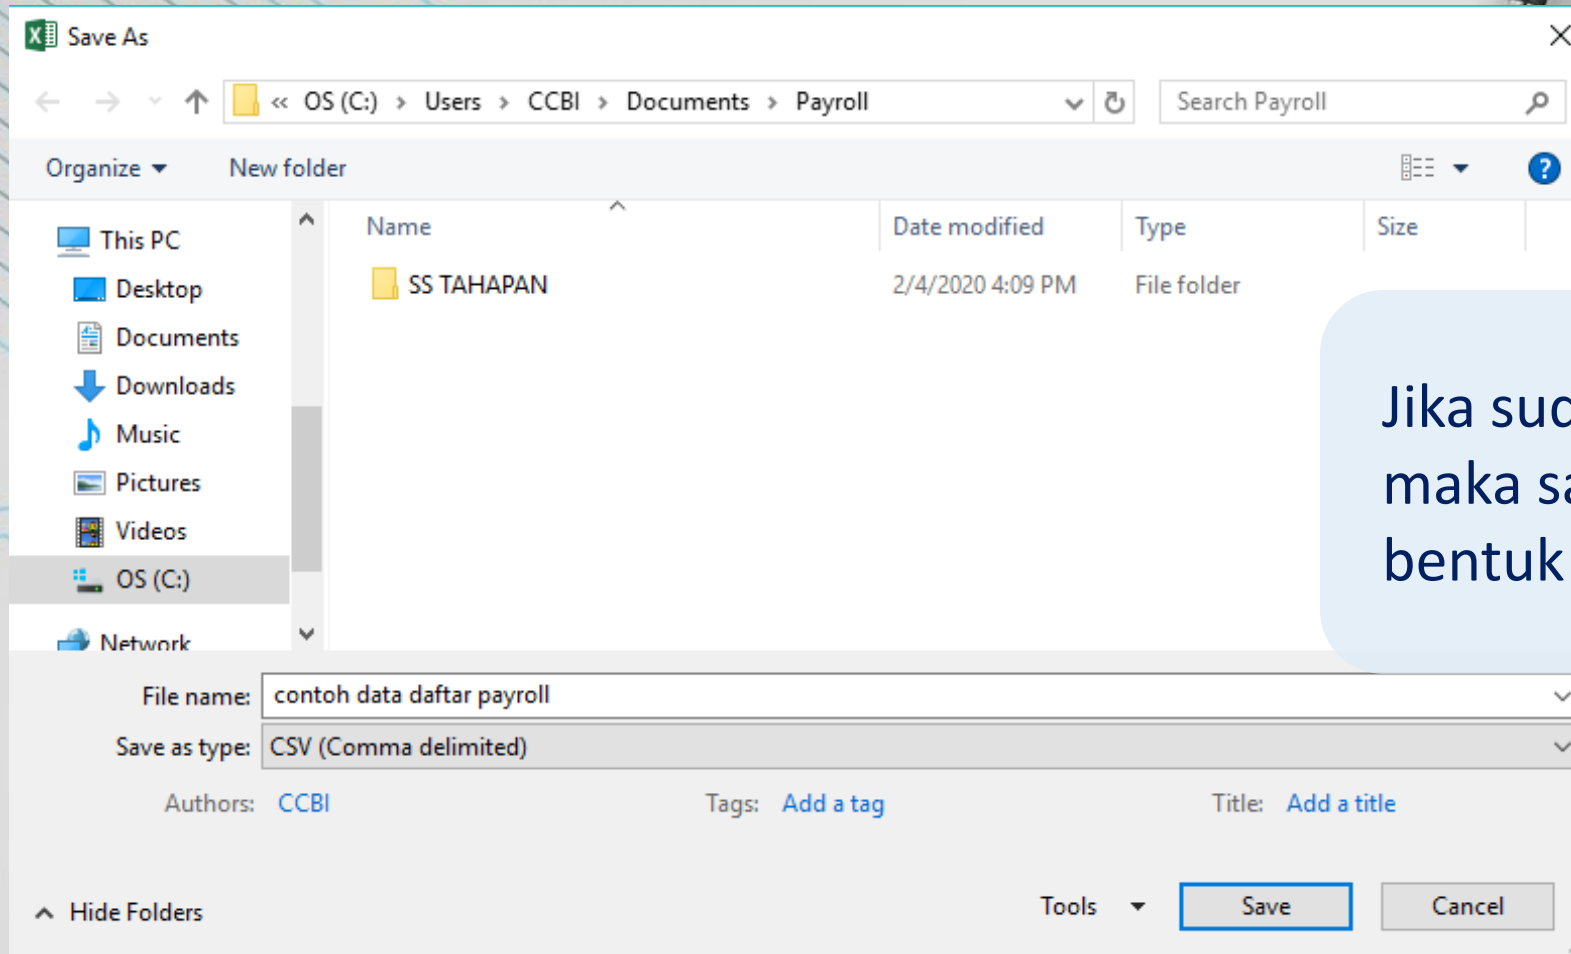 Save As
« OS (C:) > Users > CCBI > Documents > Payroll
Search Payroll
Organize
New folder
Name
Date modified
Type
Size
This PC
Desktop
Documents
Downloads
Music
Pictures
Videos
OS (C:)
Network
SS TAHAPAN
2/4/2020 4:09 PM
File folder
Jika
maka
bentuk
File name: contoh data daftar payroll
Save as type: CSV (Comma delimited)
Authors: CCBI
Tags: Add a tag
Title: Add a title
Hide Folders
Tools
Save
Cancel